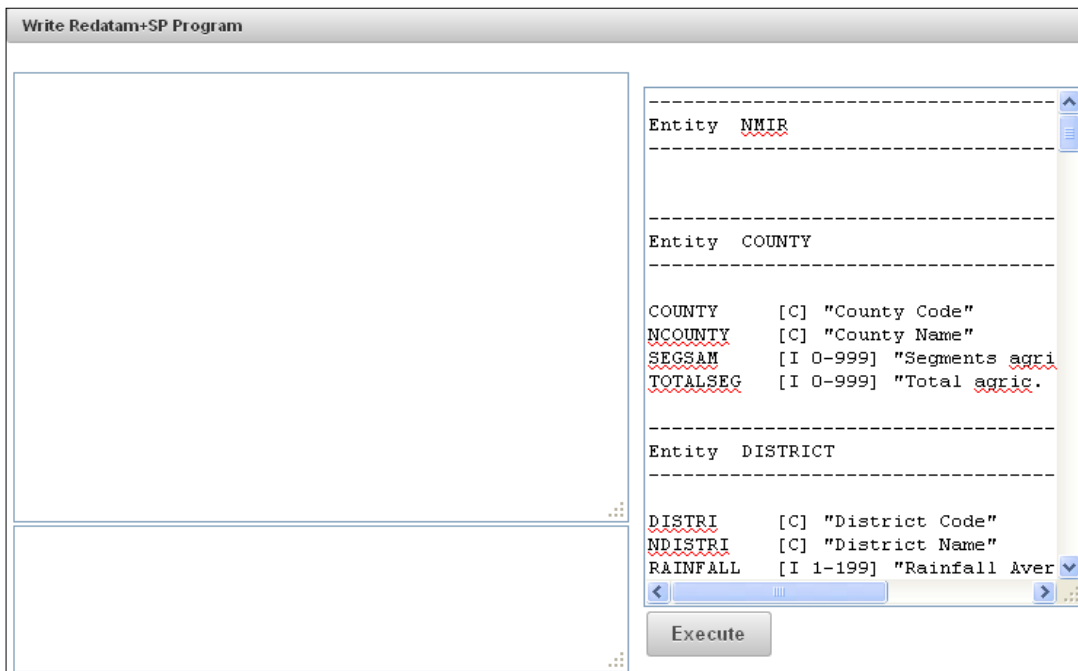 Write Redatam+SP Program
-----------------------------------
Entity  NMIR
-----------------------------------
-----------------------------------
Entity  COUNTY
-----------------------------------
COUNTY     [C] "County Code"
NCOUNTY    [C] "County Name"
SEGSAM     [I 0-999] "Segments agri
TOTALSEG   [I 0-999] "Total agric.
-----------------------------------
Entity  DISTRICT
-----------------------------------
DISTRI     [C] "District Code"
NDISTRI    [C] "District Name"
RAINFALL   [I 1-199] "Rainfall Aver
Execute